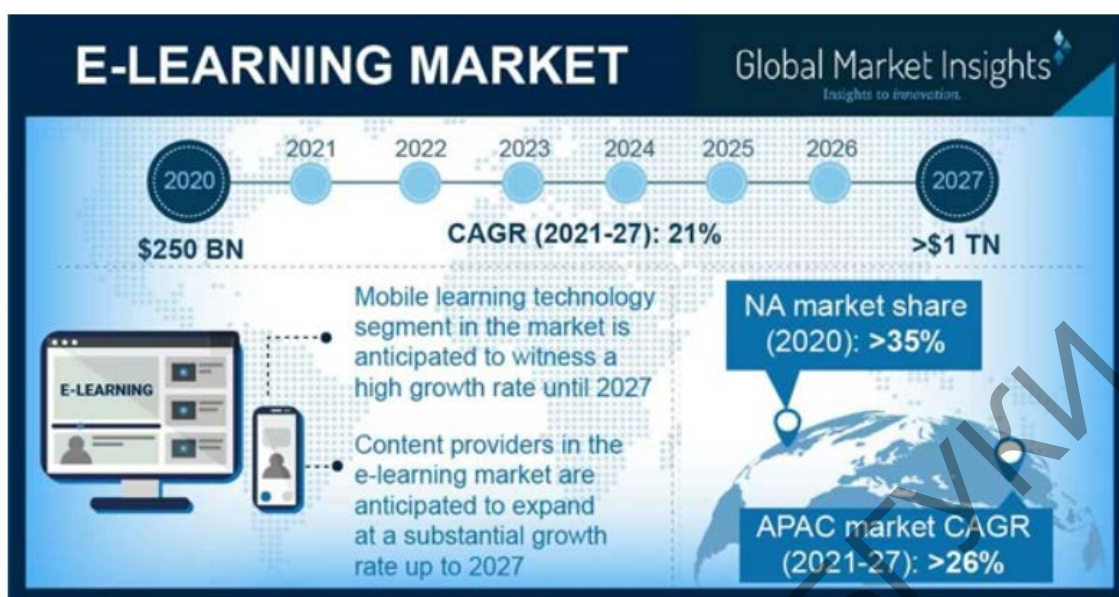 E-LEARNING MARKET
Global Market Insights
Insights to innovation.
2020
2021
2022
2023
2024
2025
2026
2027
$250 BN
CAGR (2021-27): 21%
>$1 TN
E-LEARNING
Mobile learning technology
segment in the market is
anticipated to witness a
high growth rate until 2027
Content providers in the
e-learning market are
anticipated to expand
at a substantial growth
rate up to 2027
NA market share
(2020): >35%
APAC market CAGR
(2021-27): >26%